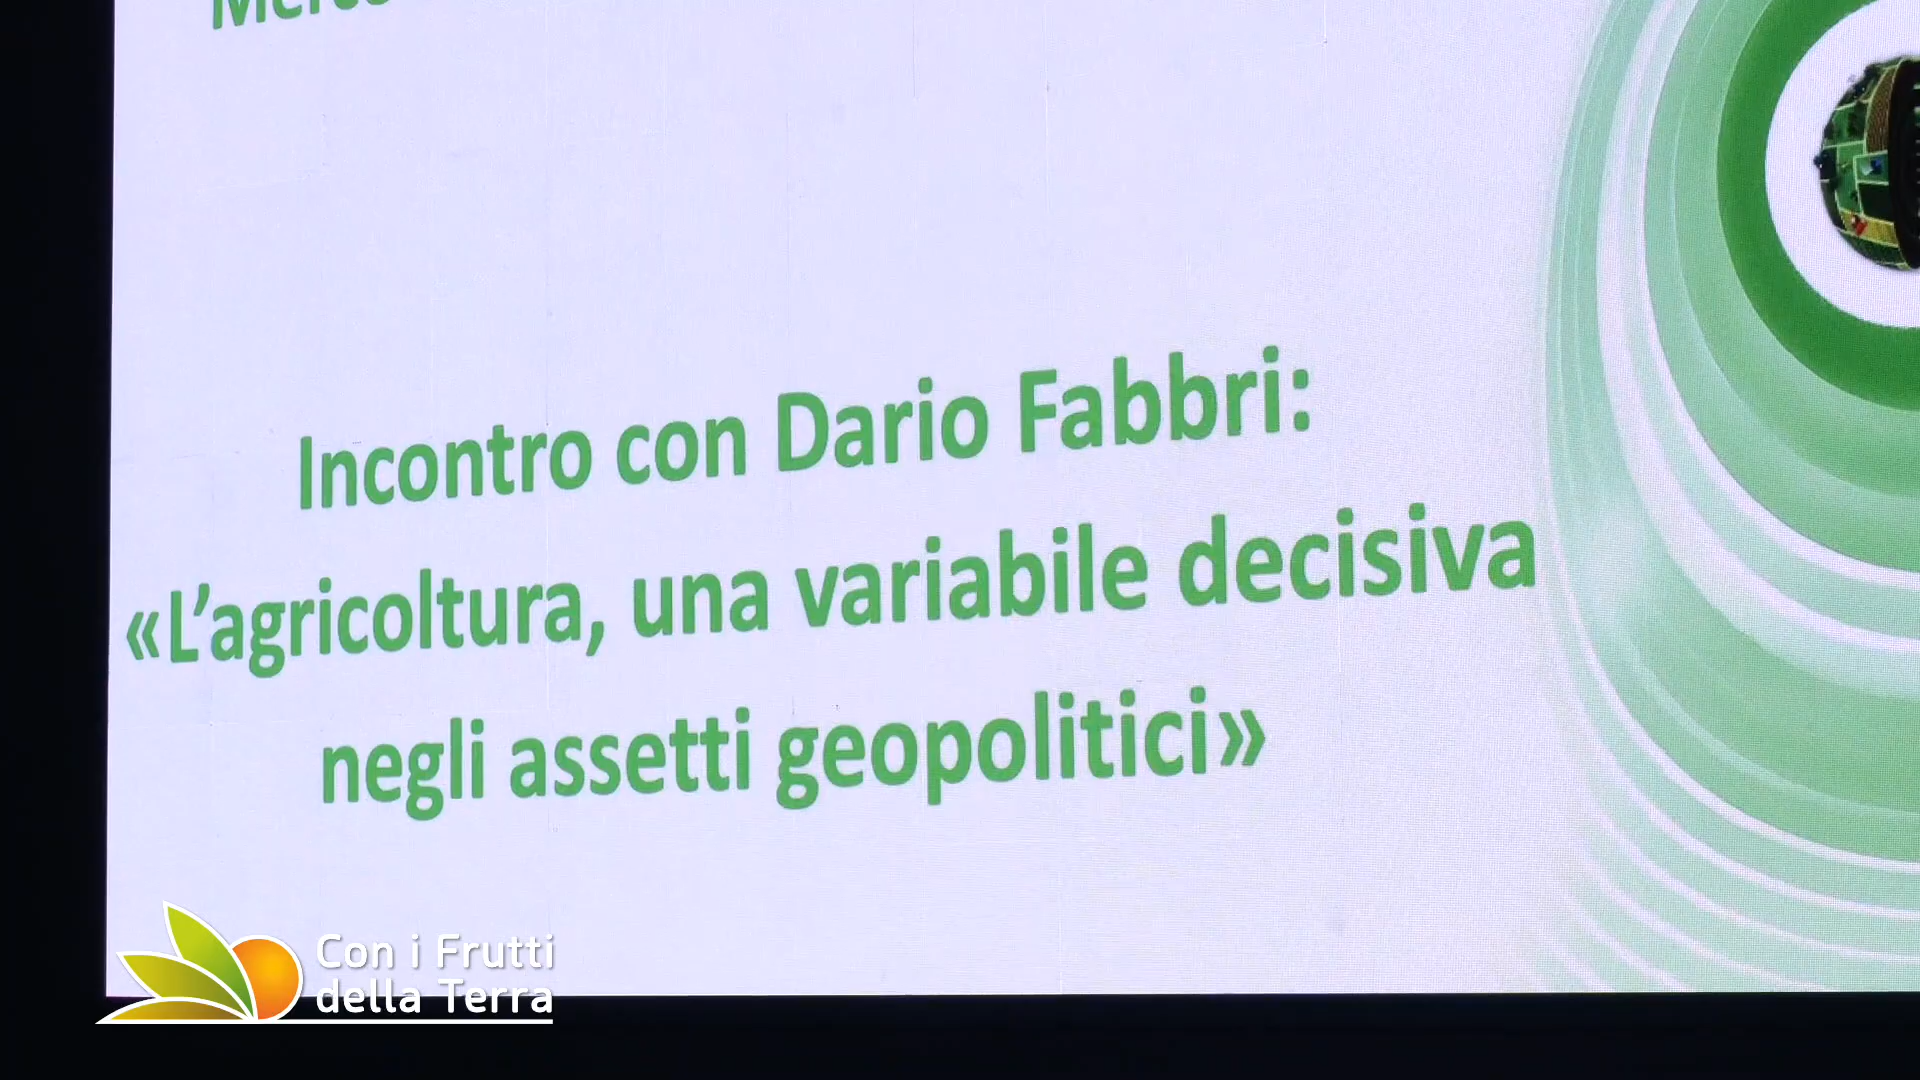 Incontro con Dario Fabbri:
«L’agricoltura, una variabile decisiva
negli assetti geopolitici»
Con i Frutti
della Terra